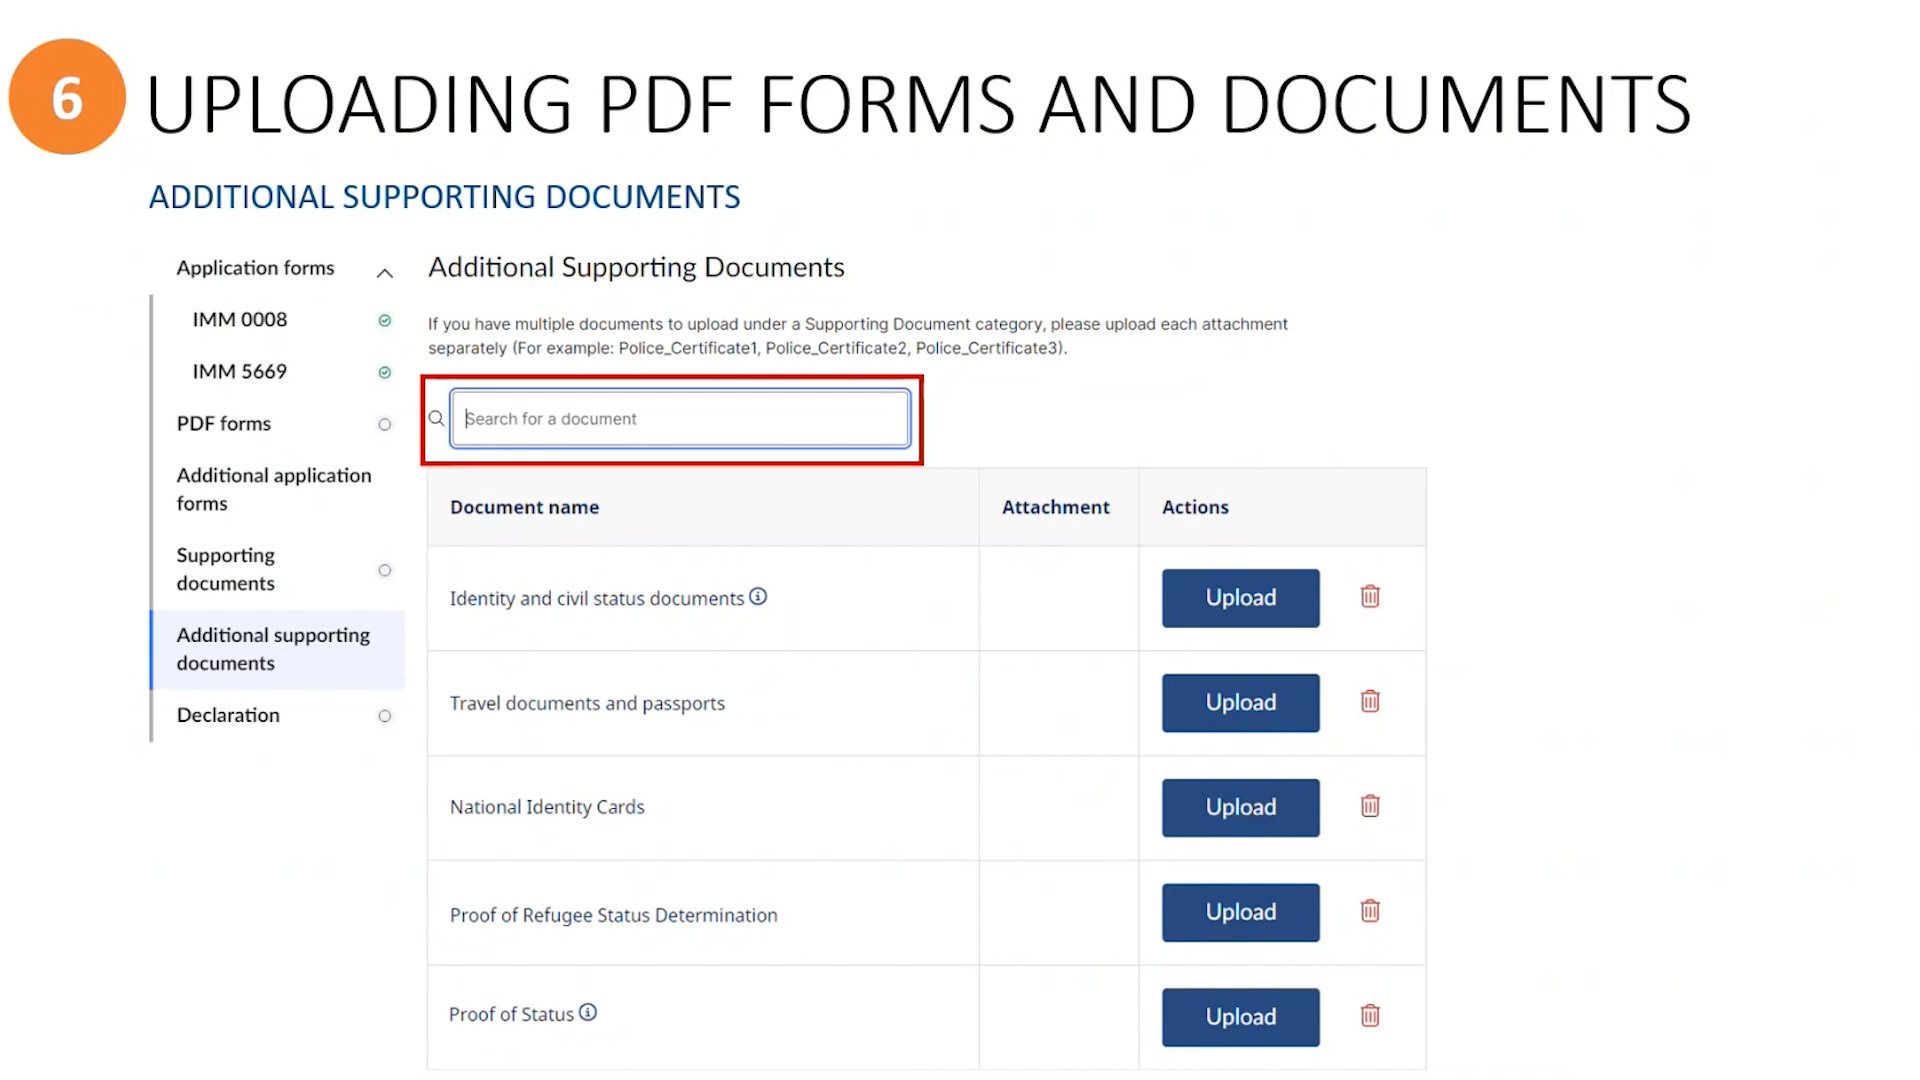 6
UPLOADING PDF FORMS AND DOCUMENTS
ADDITIONAL SUPPORTING DOCUMENTS
Application forms
IMM 0008
IMM 5669
PDF forms
Additional application
forms
Supporting
documents
Additional supporting
documents
Declaration
Additional Supporting Documents
If you have multiple documents to upload under a Supporting Document category, please upload each attachment
separately (For example: Police_Certificate1, Police_Certificate2, Police_Certificate3).
Search for a document
Document name Attachment Actions
Identity and civil status documents Upload
Travel documents and passports Upload
National Identity Cards Upload
Proof of Refugee Status Determination Upload
Proof of Status Upload